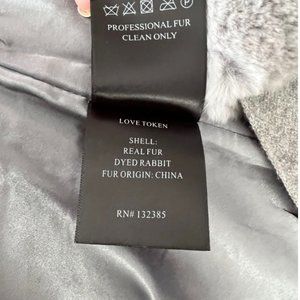 PROFESSIONAL FUR
CLEAN ONLY
LOVE TOKEN
SHELL:
REAL FUR
DYED RABBIT
FUR ORIGIN: CHINA
RN# 132385